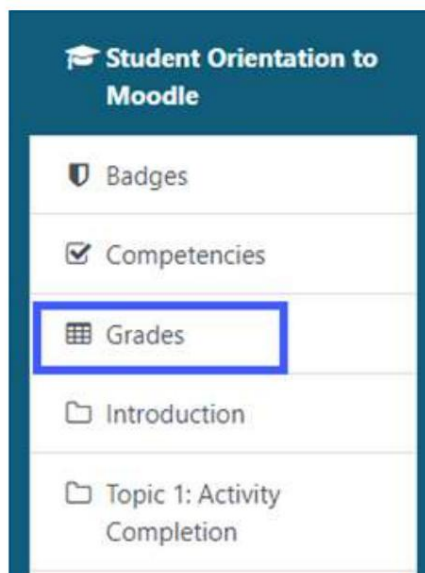 Student Orientation to
Moodle
Badges
Competencies
Grades
Introduction
Topic 1: Activity
Completion